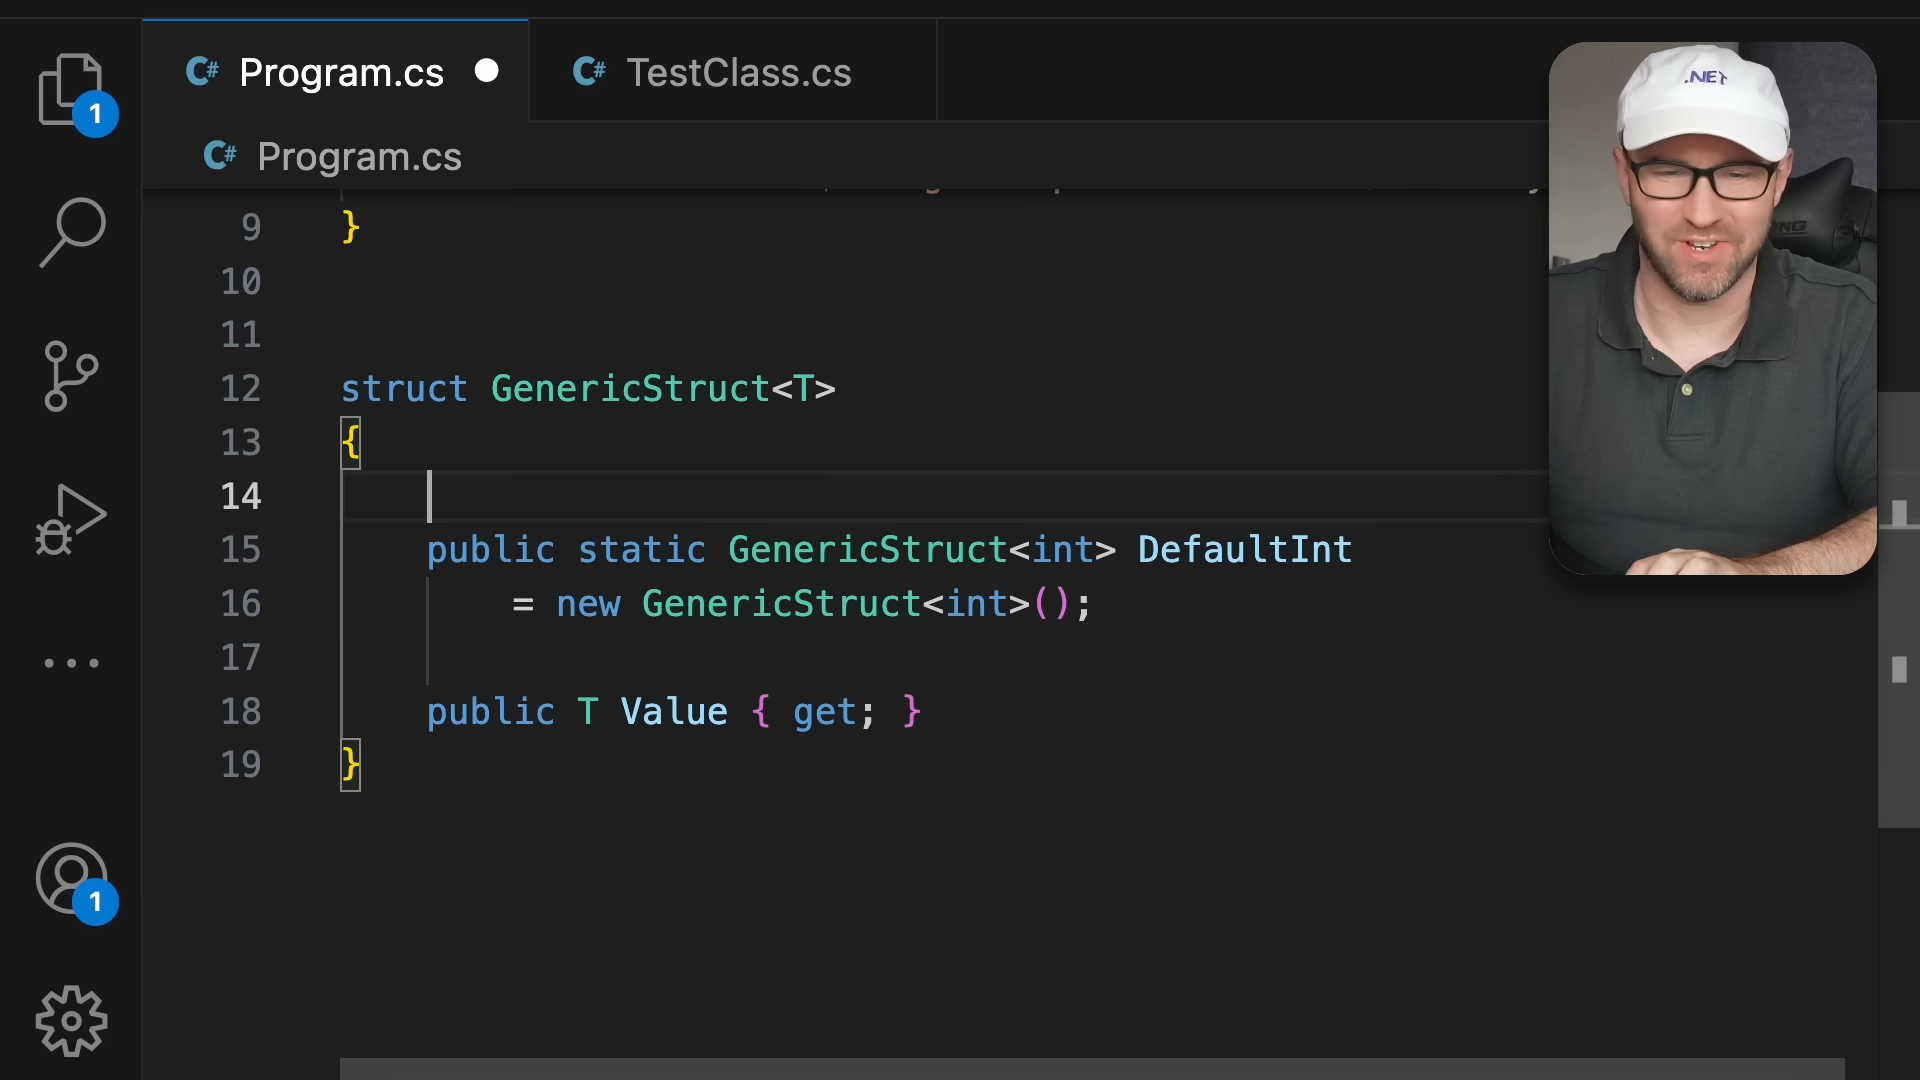 C# Program.cs
C# TestClass.cs
1
C# Program.cs
.NET
9 }
10
11
12 struct GenericStruct<T>
13 {
14
15 public static GenericStruct<int> DefaultInt
16 = new GenericStruct<int>();
17
18 public T Value { get; }
19 }
1